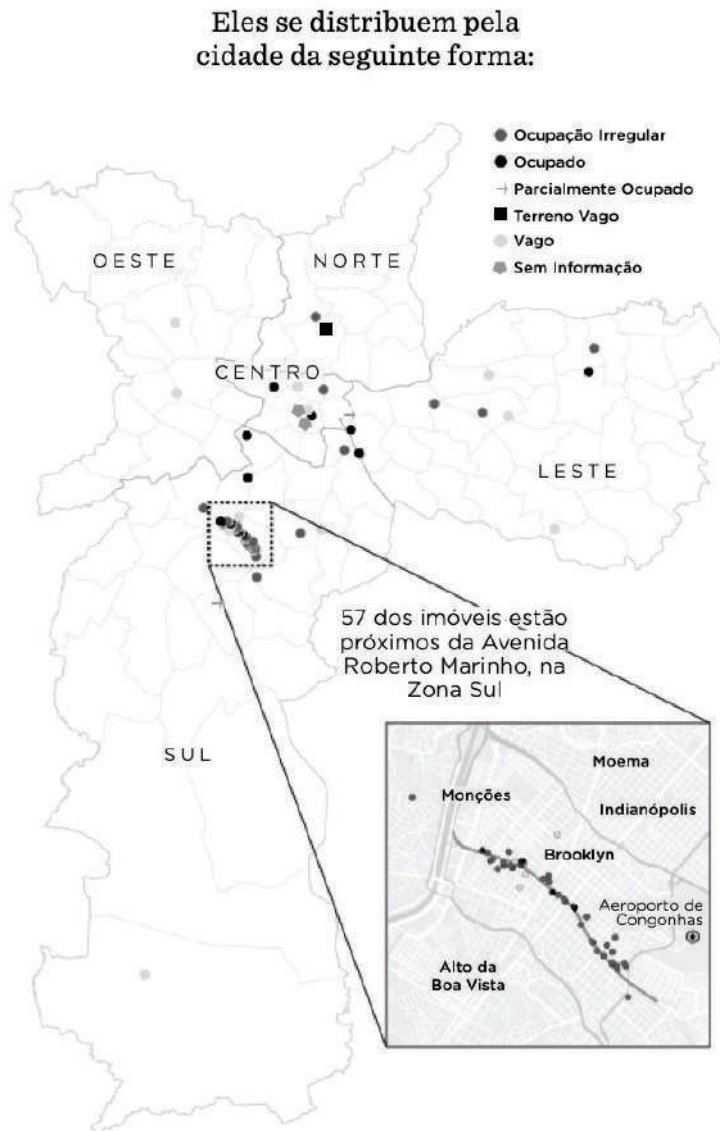 Eles se distribuem pela
cidade da seguinte forma:
Ocupação Irregular
Ocupado
Parcialmente Ocupado
Terreno Vago
Vago
Sem Informação
OESTE
NORTE
CENTRO
LESTE
57 dos imóveis estão
próximos da Avenida
Roberto Marinho, na
Zona Sul
SUL
Moema
Monções
Indianópolis
Brooklyn
Aeroporto de
Congonhas
Alto da
Boa Vista